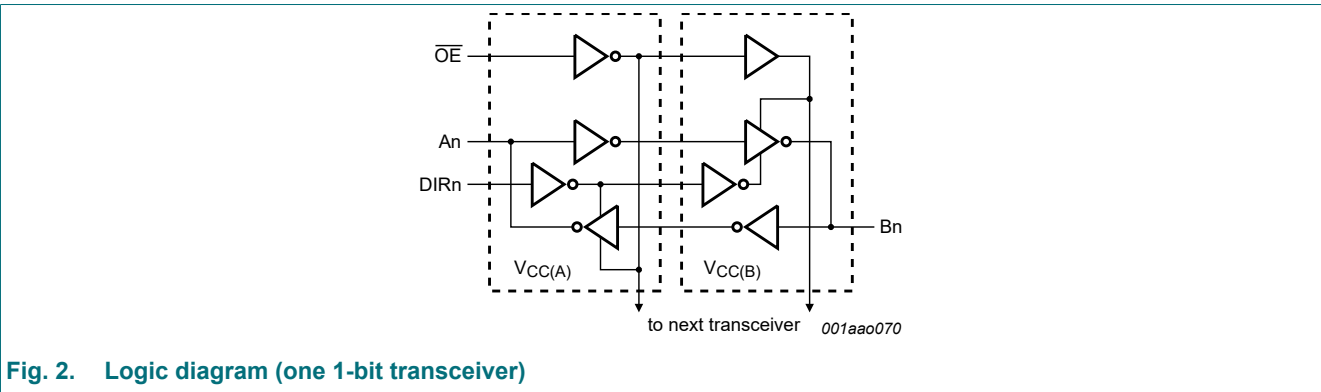 OE
An
DIRn
Bn
VCC(A)
VCC(B)
to next transceiver
001aao070
Fig. 2. Logic diagram (one 1-bit transceiver)